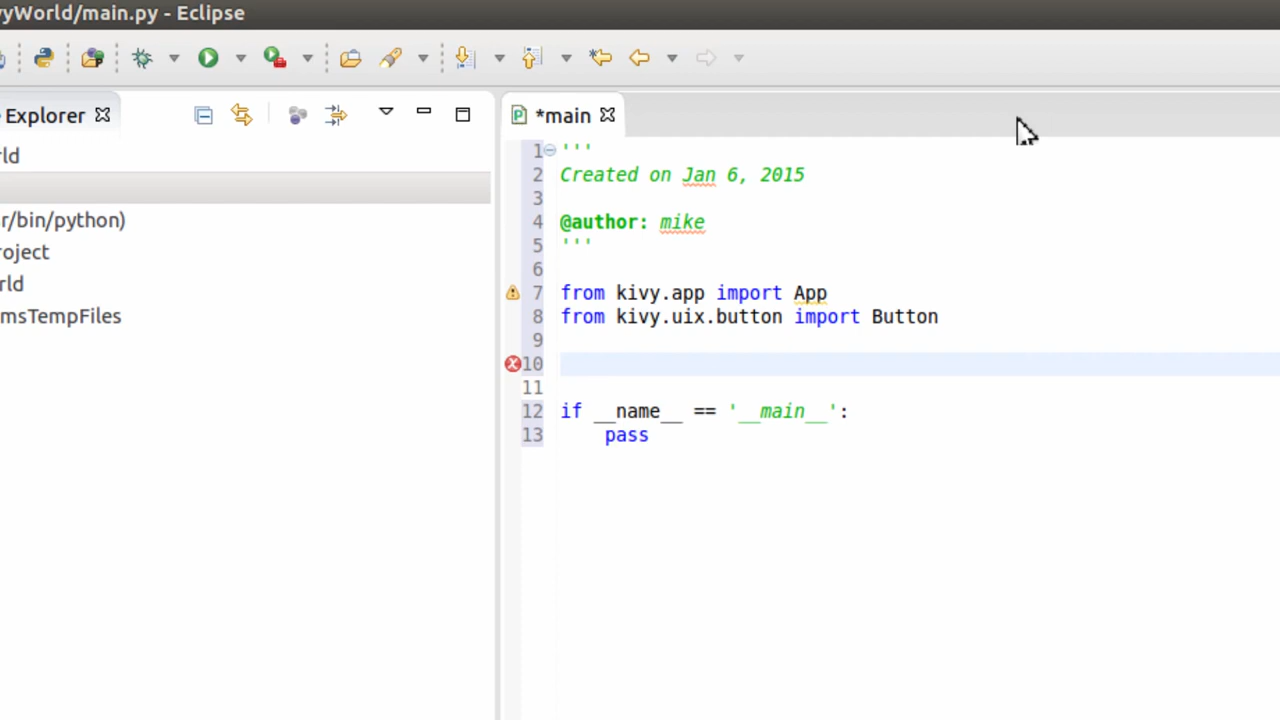 vyWorld/main.py - Eclipse
Explorer
*main
rld
r/bin/python)
roject
rld
msTempFiles
1 '''
2 Created on Jan 6, 2015
3
4 @author: mike
5 '''
6
7 from kivy.app import App
8 from kivy.uix.button import Button
9
10
11
12 if __name__ == '__main__':
13 pass